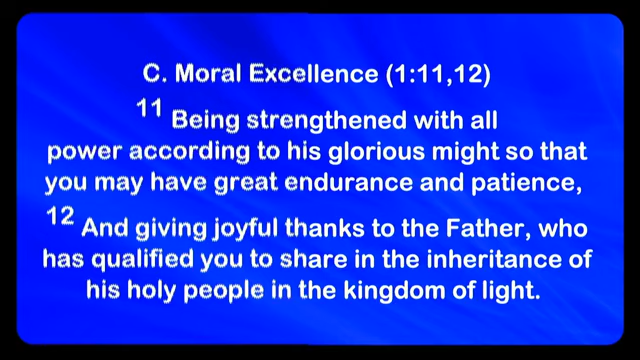 C. Moral Excellence (1:11,12)
11 Being strengthened with all
power according to his glorious might so that
you may have great endurance and patience,
12 And giving joyful thanks to the Father, who
has qualified you to share in the inheritance of
his holy people in the kingdom of light.